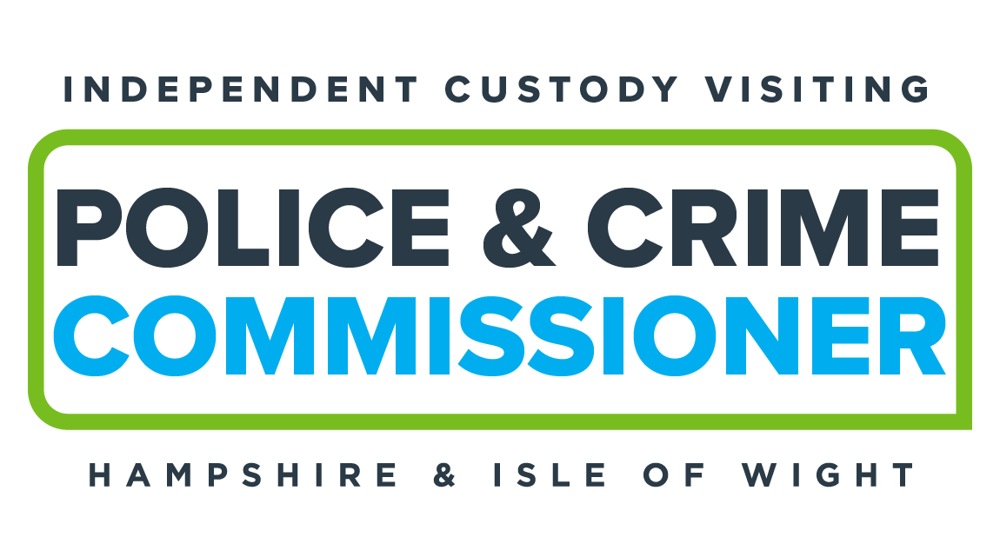 INDEPENDENT CUSTODY VISITING
POLICE & CRIME
COMMISSIONER
HAMPSHIRE & ISLE OF WIGHT